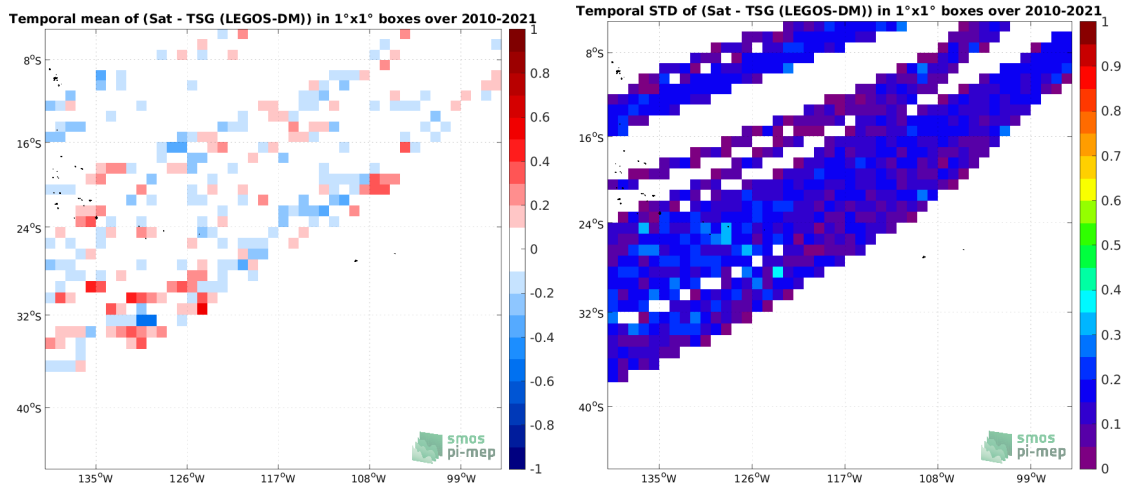 Temporal mean of (Sat - TSG (LEGOS-DM)) in 1°x1° boxes over 2010-2021
8°S
16°S
24°S
32°S
40°S
135°W
126°W
117°W
108°W
99°W
1
0.8
0.6
0.4
0.2
0
-0.2
-0.4
-0.6
-0.8
-1
smos
pi-mep
Temporal STD of (Sat - TSG (LEGOS-DM)) in 1°x1° boxes over 2010-2021
8°S
16°S
24°S
32°S
40°S
135°W
126°W
117°W
108°W
99°W
1
0.9
0.8
0.7
0.6
0.5
0.4
0.3
0.2
0.1
0
smos
pi-mep